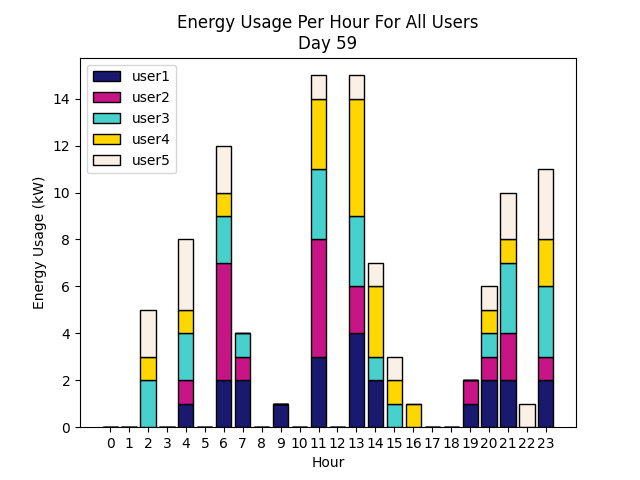 Energy Usage Per Hour For All Users
Day 59
user1
user2
user3
user4
user5
Energy Usage (kW)
14
12
10
8
6
4
2
0
0 1 2 3 4 5 6 7 8 9 10 11 12 13 14 15 16 17 18 19 20 21 22 23
Hour